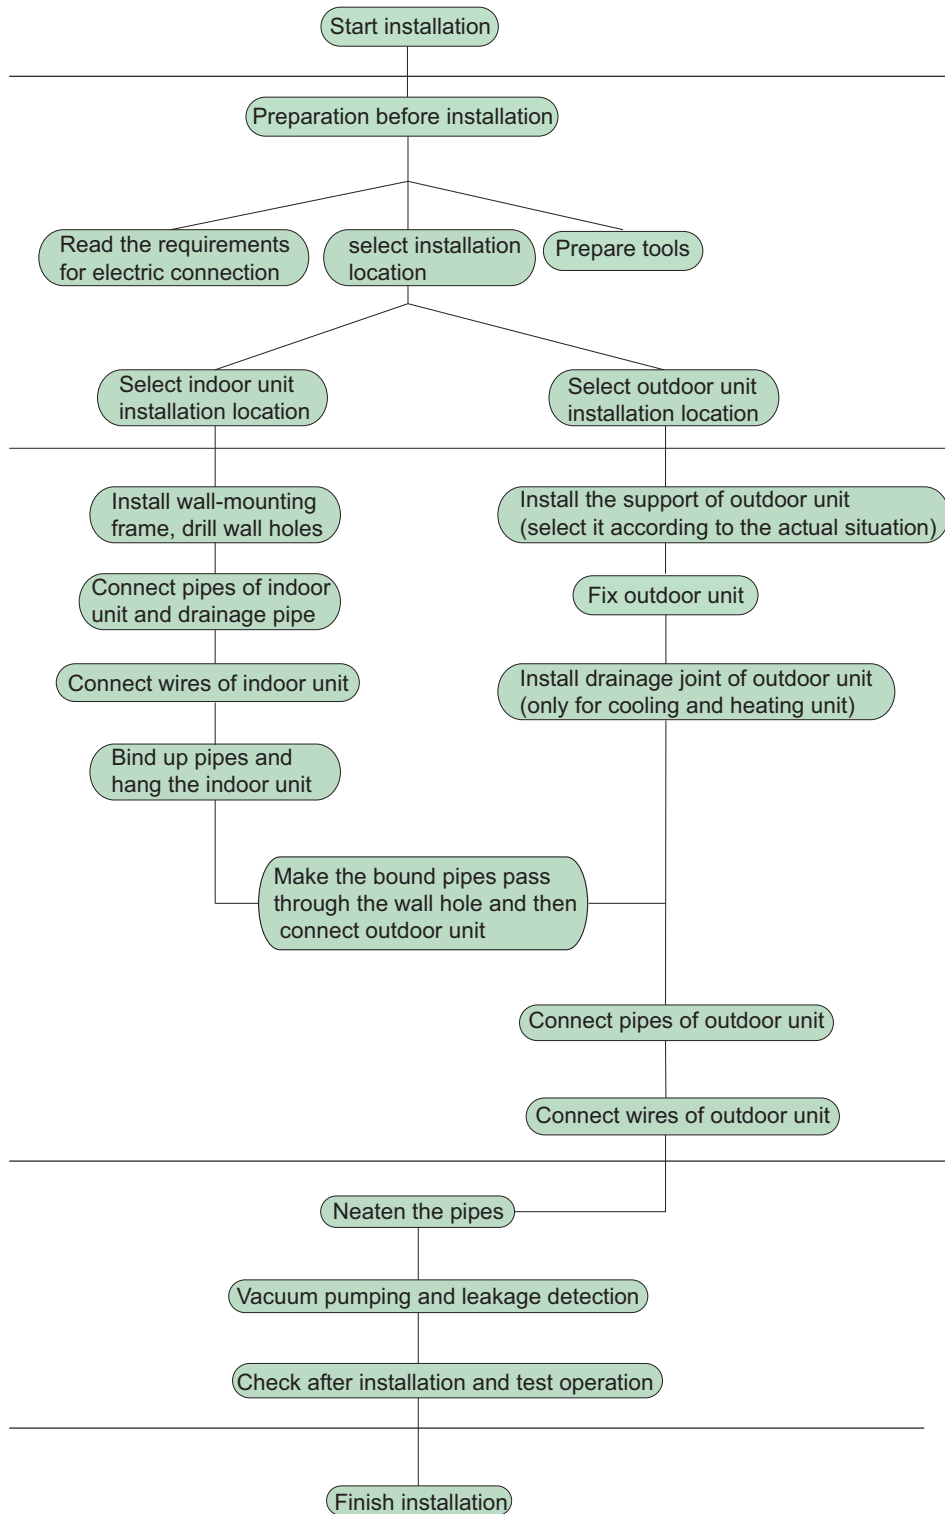 Start installation
Preparation before installation
Read the requirements
for electric connection
select installation
location
Prepare tools
Select indoor unit
installation location
Select outdoor unit
installation location
Install wall-mounting
frame, drill wall holes
Install the support of outdoor unit
(select it according to the actual situation)
Connect pipes of indoor
unit and drainage pipe
Fix outdoor unit
Connect wires of indoor unit
Install drainage joint of outdoor unit
(only for cooling and heating unit)
Bind up pipes and
hang the indoor unit
Make the bound pipes pass
through the wall hole and then
connect outdoor unit
Connect pipes of outdoor unit
Connect wires of outdoor unit
Neaten the pipes
Vacuum pumping and leakage detection
Check after installation and test operation
Finish installation